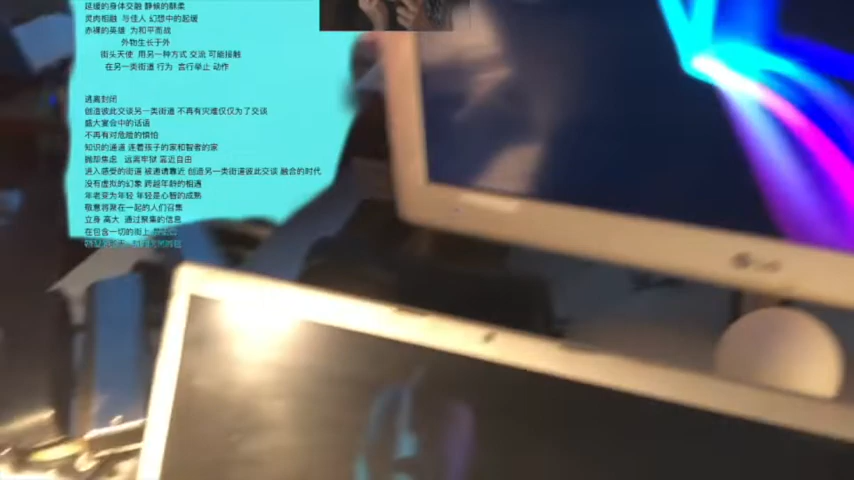 延缓的身体交融 静候的酥柔
灵肉相融 与佳人 幻想中的起缓
赤裸的英雄 为和平而战
外物生长于外
街头天使 用另一种方式 交流 可能接触
在另一类街道 行为 言行举止 动作
逃离封闭
创造彼此交谈另一类街道 不再有灾难仅仅为了交谈
盛大宴会中的话语
不再有对危险的惧怕
知识的通道 连着孩子的家和智者的家
抛却焦虑 远离牢狱 靠近自由
进入感受的街道 被邀请靠近 创造另一类街道彼此交谈 融合的时代
没有虚拟的幻象 跨越年龄的相遇
年老变为年轻 年轻是心智的成熟
敬意将聚在一起的人们召集
立身 高大 通过聚集的信息
在包含一切的街上
LG